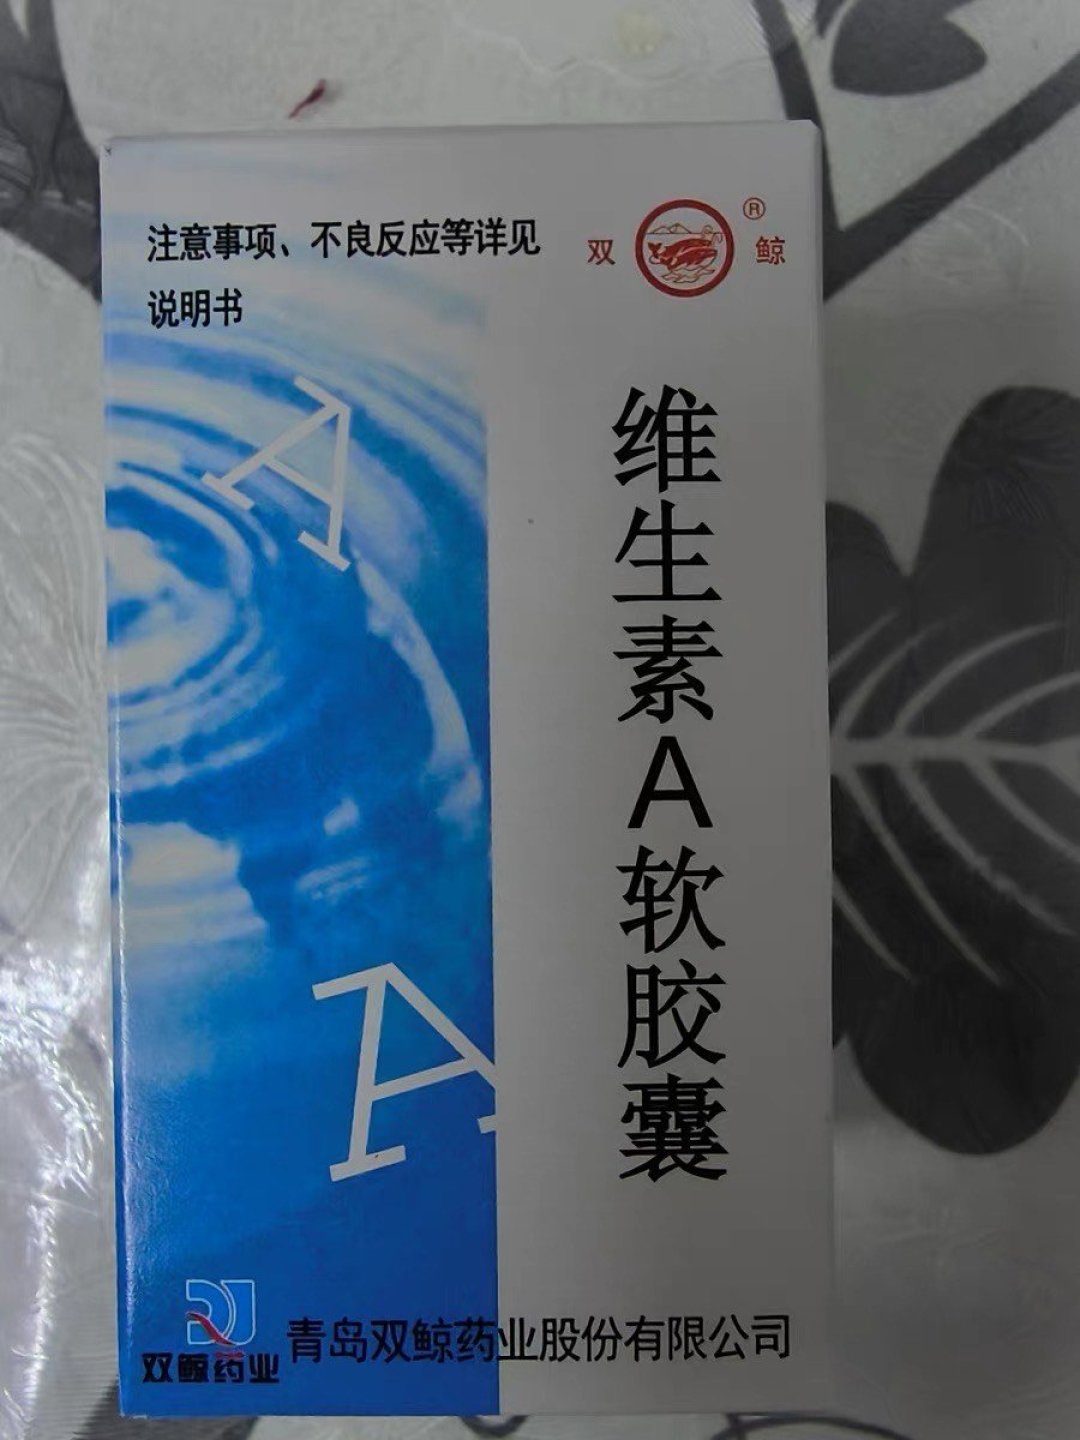 注意事项、不良反应等详见
说明书
双 鲸
®
维生素A软胶囊
A
A
双鲸药业
青岛双鲸药业股份有限公司